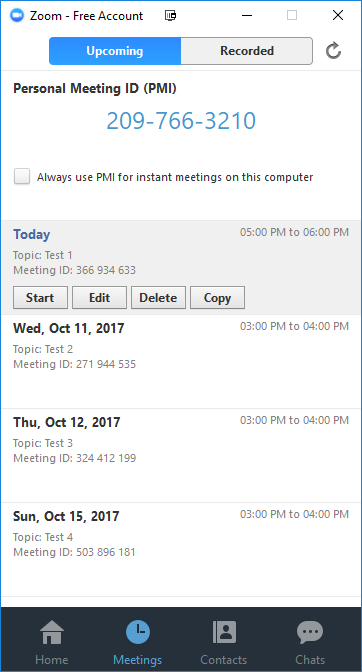 Zoom - Free Account
Upcoming Recorded
Personal Meeting ID (PMI)
209-766-3210
Always use PMI for instant meetings on this computer
Today 05:00 PM to 06:00 PM
Topic: Test 1
Meeting ID: 366 934 633
Start Edit Delete Copy
Wed, Oct 11, 2017 03:00 PM to 04:00 PM
Topic: Test 2
Meeting ID: 271 944 535
Thu, Oct 12, 2017 03:00 PM to 04:00 PM
Topic: Test 3
Meeting ID: 324 412 199
Sun, Oct 15, 2017 03:00 PM to 04:00 PM
Topic: Test 4
Meeting ID: 503 896 181
Home Meetings Contacts Chats